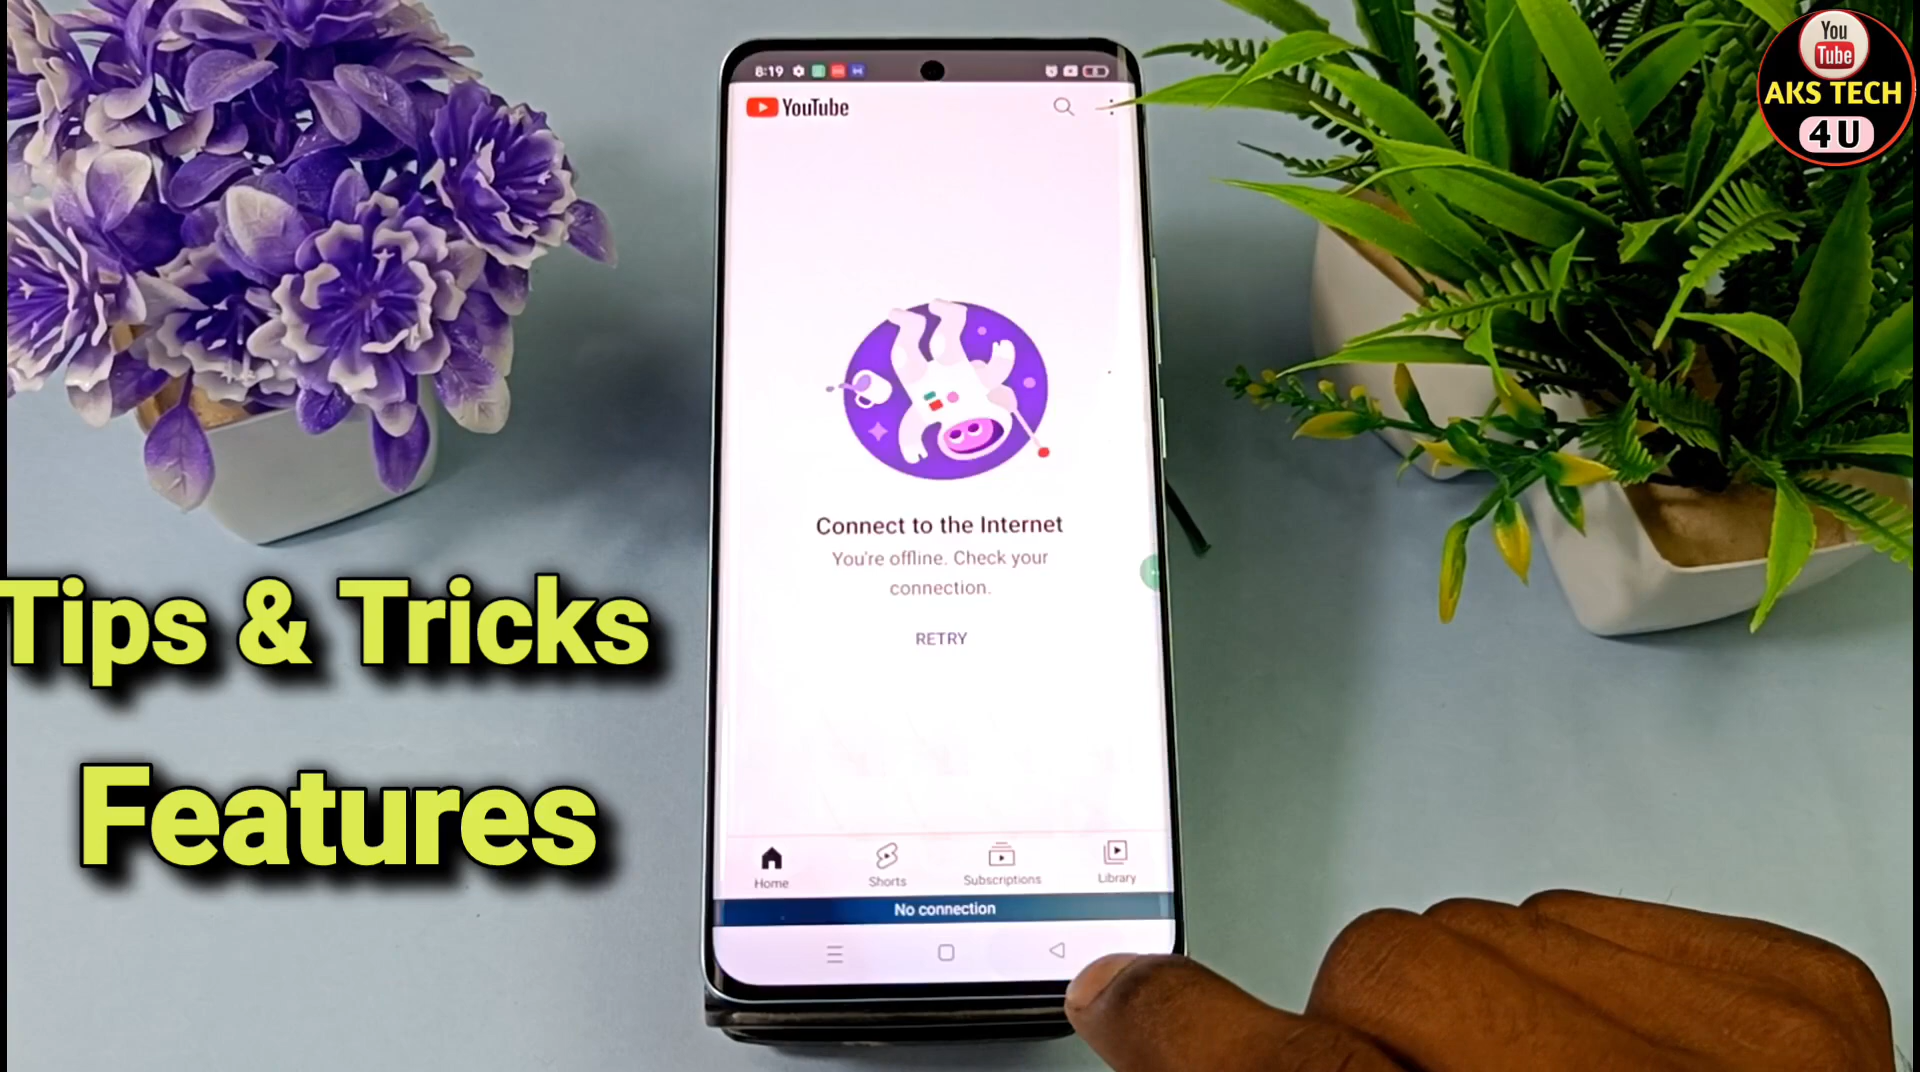 8:19
YouTube
You
Tube
AKS TECH
4 U
Connect to the Internet
You're offline. Check your
connection.
RETRY
Tips & Tricks
Features
Home
Shorts
Subscriptions
Library
No connection